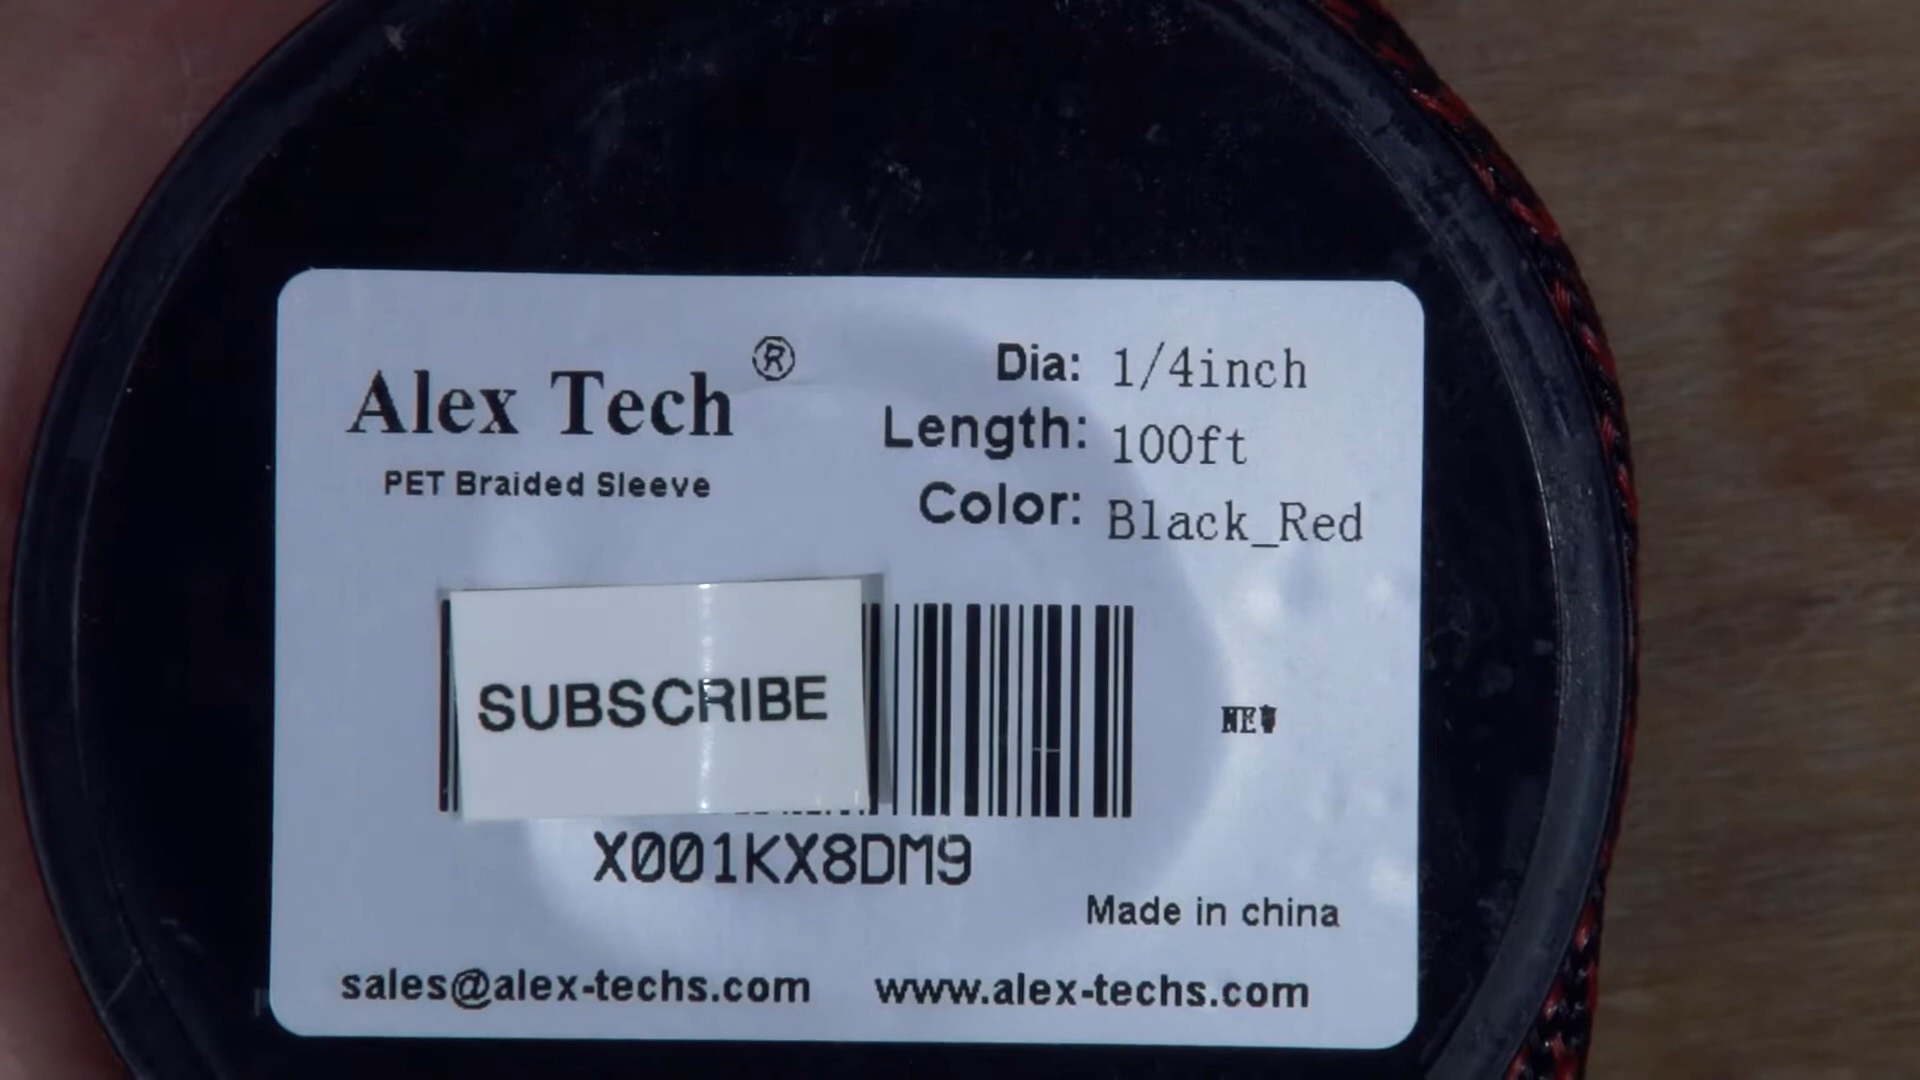 Alex Tech ®
PET Braided Sleeve
Dia: 1/4inch
Length: 100ft
Color: Black_Red
SUBSCRIBE
NEW
X001KX8DM9
Made in china
sales@alex-techs.com www.alex-techs.com